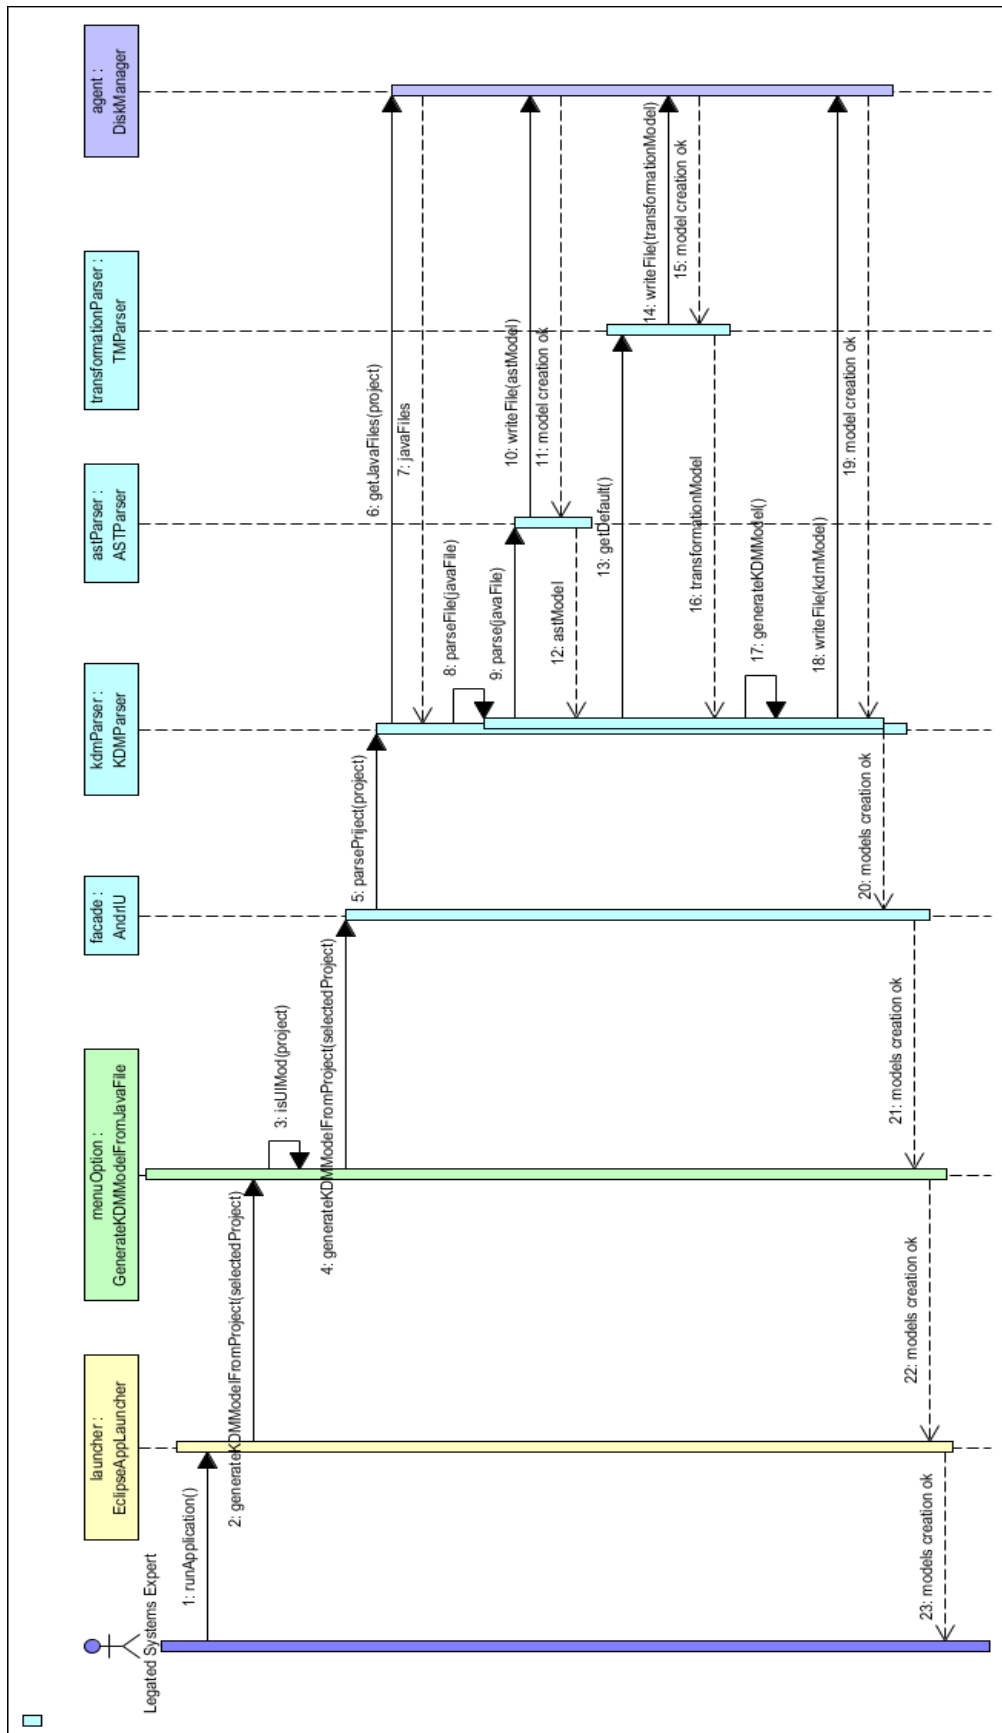 Legated Systems Expert
launcher :
EclipseAppLauncher
menuOption :
GenerateKDMModelFromJavaFile
facade :
AndrIU
kdmParser :
KDMParser
astParser :
ASTParser
transformationParser :
TMParser
agent :
DiskManager
1: runApplication()
2: generateKDMModelFromProject(selectedProject)
3: isUIMod(project)
4: generateKDMModelFromProject(selectedProject)
5: parsePriject(project)
6: getJavaFiles(project)
7: javaFiles
8: parseFile(javaFile)
9: parse(javaFile)
10: writeFile(astModel)
11: model creation ok
12: astModel
13: getDefault()
14: writeFile(transformationModel)
15: model creation ok
16: transformationModel
17: generateKDMModel()
18: writeFile(kdmModel)
19: model creation ok
20: models creation ok
21: models creation ok
22: models creation ok
23: models creation ok